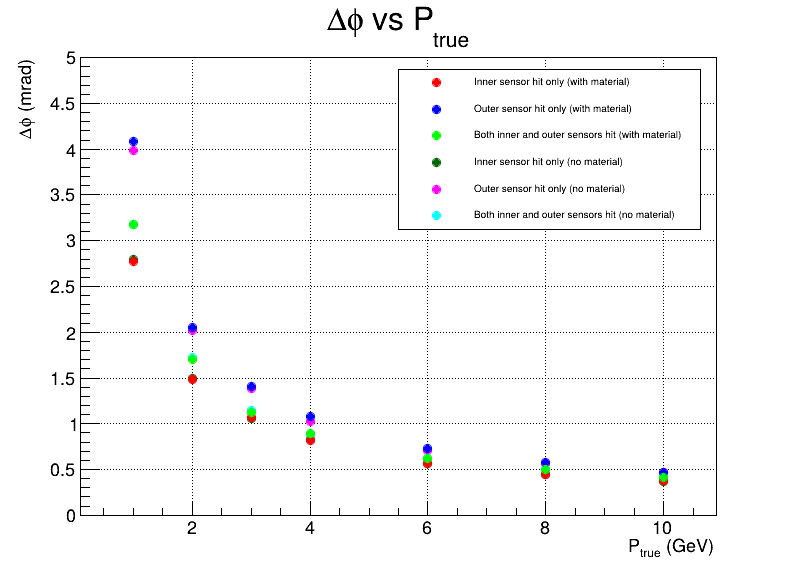 Δϕ vs P_true
Δϕ (mrad)
5
4.5
4
3.5
3
2.5
2
1.5
1
0.5
0
Inner sensor hit only (with material)
Outer sensor hit only (with material)
Both inner and outer sensors hit (with material)
Inner sensor hit only (no material)
Outer sensor hit only (no material)
Both inner and outer sensors hit (no material)
2 4 6 8 10
P_true (GeV)